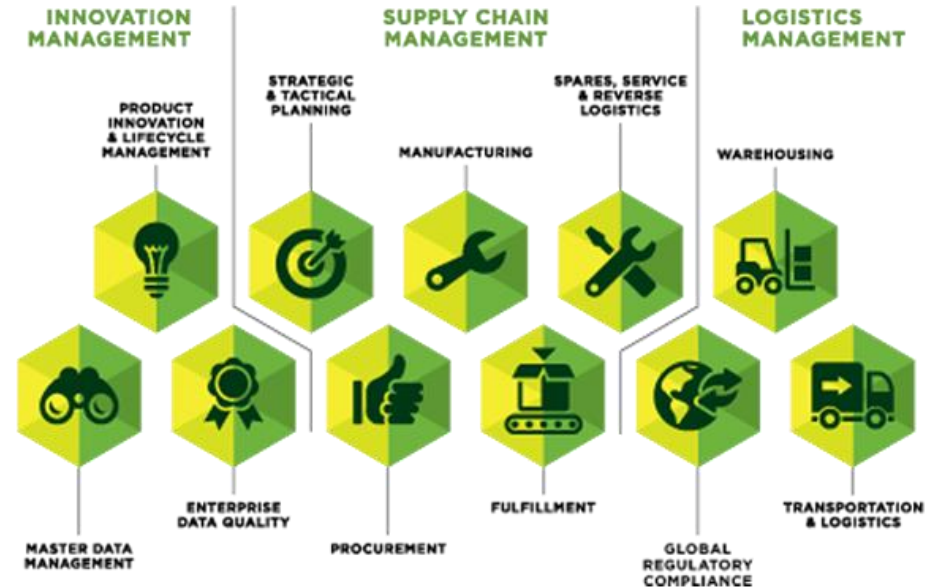 INNOVATION
MANAGEMENT
SUPPLY CHAIN
MANAGEMENT
LOGISTICS
MANAGEMENT
PRODUCT
INNOVATION
& LIFECYCLE
MANAGEMENT
STRATEGIC
& TACTICAL
PLANNING
MANUFACTURING
SPARES, SERVICE
& REVERSE
LOGISTICS
WAREHOUSING
MASTER DATA
MANAGEMENT
ENTERPRISE
DATA QUALITY
PROCUREMENT
FULFILLMENT
GLOBAL
REGULATORY
COMPLIANCE
TRANSPORTATION
& LOGISTICS